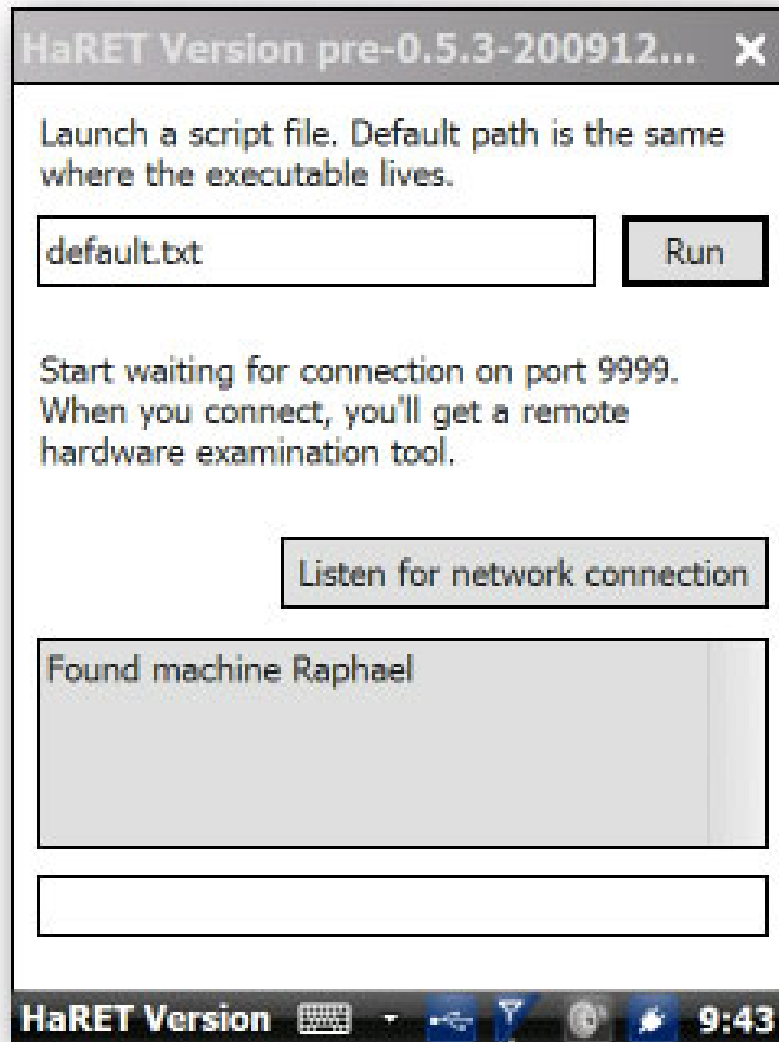 HaRET Version pre-0.5.3-200912...
Launch a script file. Default path is the same
where the executable lives.
default.txt
Run
Start waiting for connection on port 9999.
When you connect, you'll get a remote
hardware examination tool.
Listen for network connection
Found machine Raphael
HaRET Version
9:43